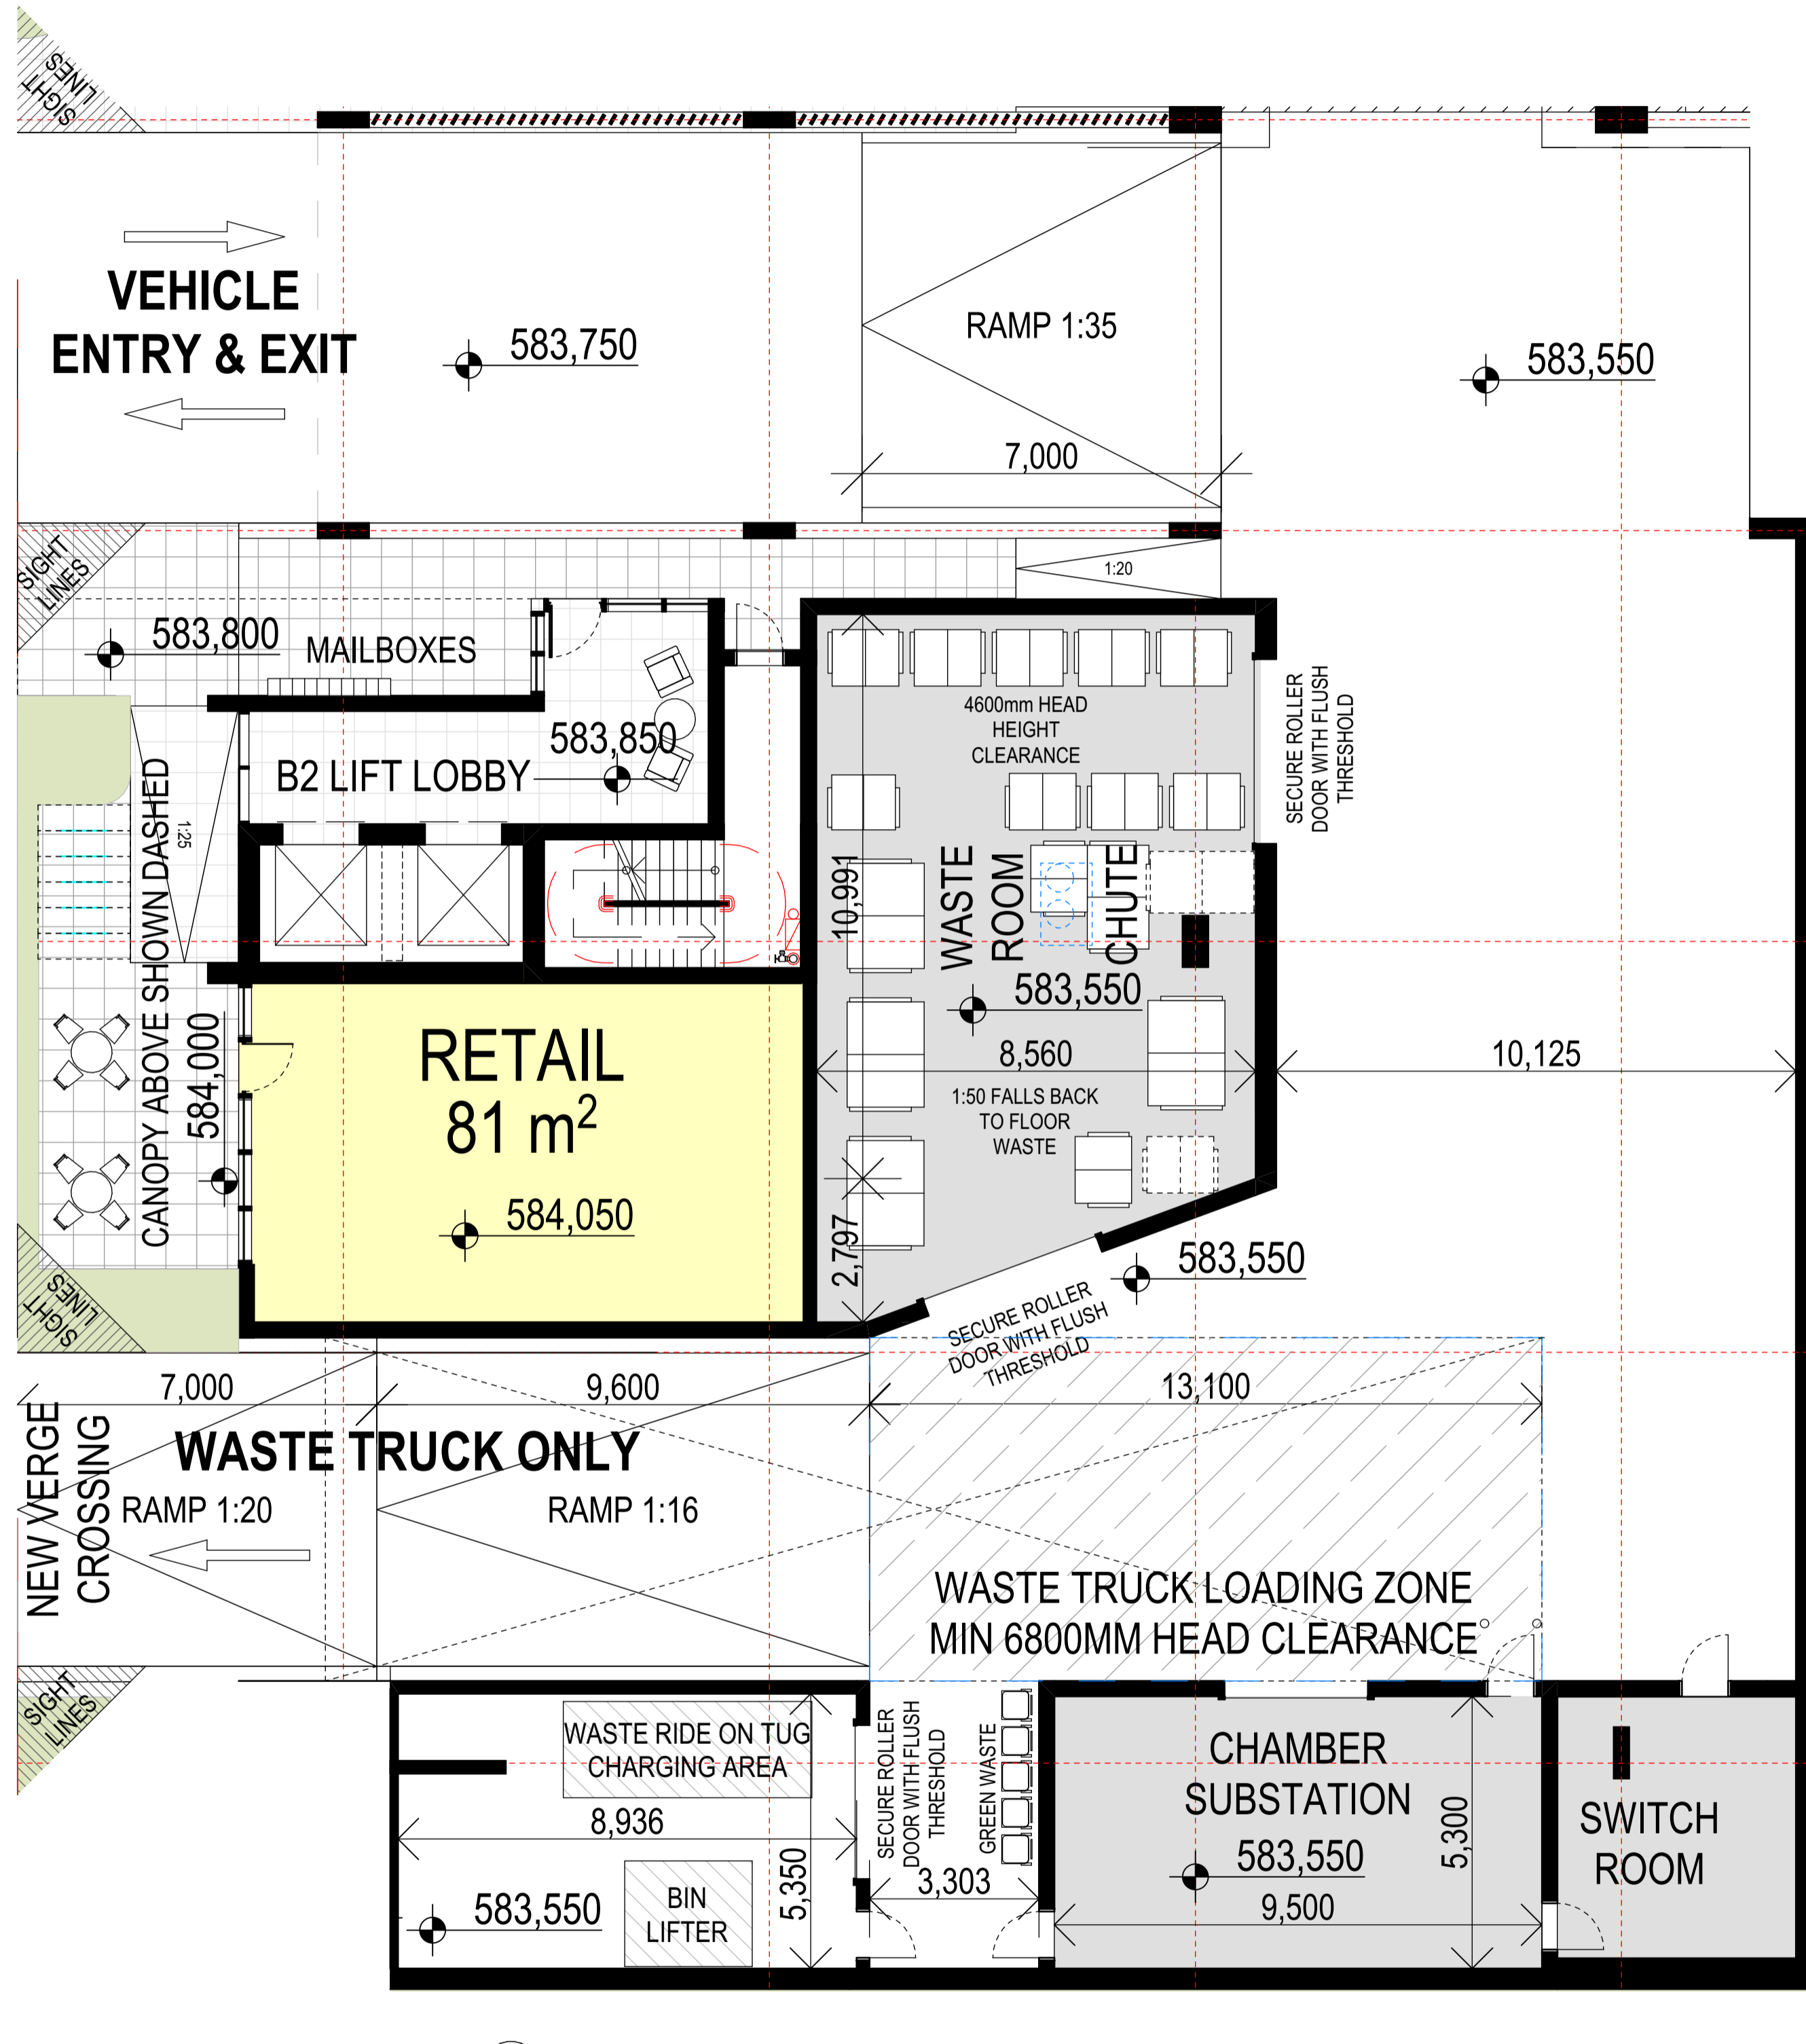 SIGHT
LINES
VEHICLE
ENTRY & EXIT
583,750
RAMP 1:35
583,550
7,000
SIGHT
LINES
1:20
583,800
MAILBOXES
583,850
B2 LIFT LOBBY
4600mm HEAD
HEIGHT
CLEARANCE
SECURE ROLLER
DOOR WITH FLUSH
THRESHOLD
CANOPY ABOVE SHOWN DASHED
1:25
10,991
WASTE
ROOM
CHUTE
583,550
584,000
RETAIL
81 m²
584,050
8,560
10,125
1:50 FALLS BACK
TO FLOOR
WASTE
2,797
583,550
SECURE ROLLER
DOOR WITH FLUSH
THRESHOLD
SIGHT
LINES
7,000
9,600
13,100
NEW VERGE
CROSSING
WASTE TRUCK ONLY
RAMP 1:20
RAMP 1:16
WASTE TRUCK LOADING ZONE
MIN 6800MM HEAD CLEARANCE
SIGHT
LINES
WASTE RIDE ON TUG
CHARGING AREA
8,936
5,350
583,550
BIN
LIFTER
SECURE ROLLER
DOOR WITH FLUSH
THRESHOLD
GREEN WASTE
3,303
CHAMBER
SUBSTATION
583,550
9,500
5,300
SWITCH
ROOM